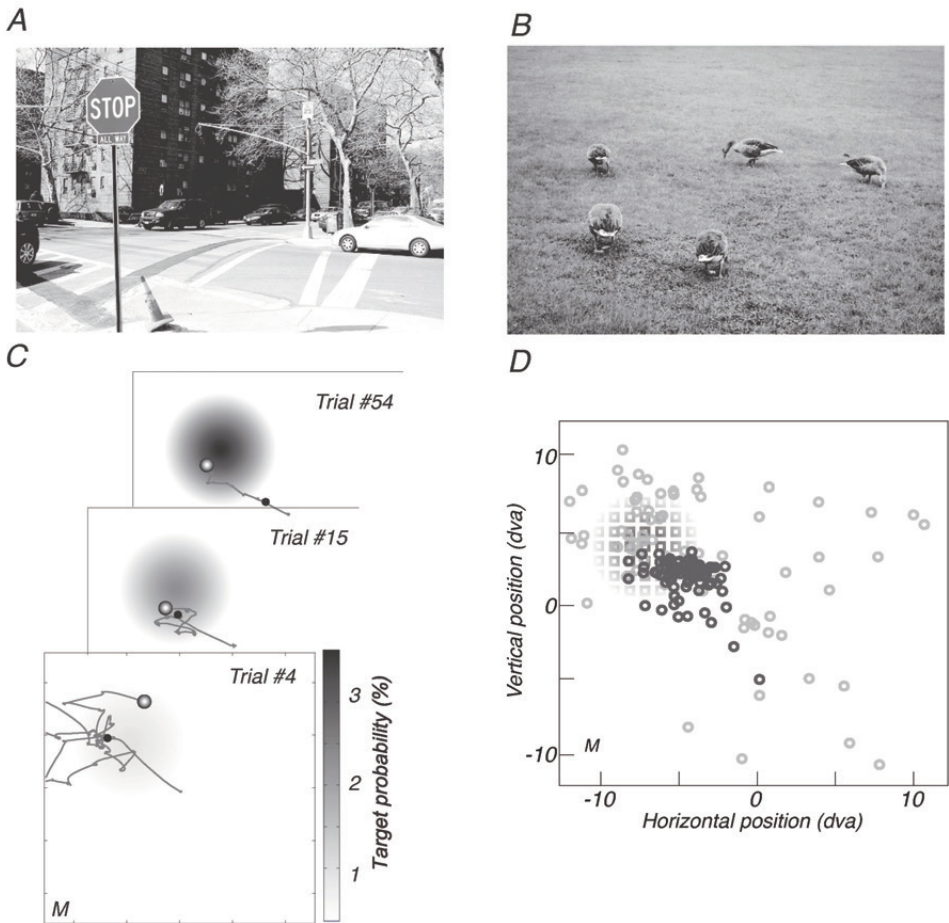 A
B
STOP
ALL WAY
C
Trial #54
Trial #15
Trial #4
3
2
1
Target probability (%)
M
D
10
0
-10
Vertical position (dva)
M
-10
0
10
Horizontal position (dva)